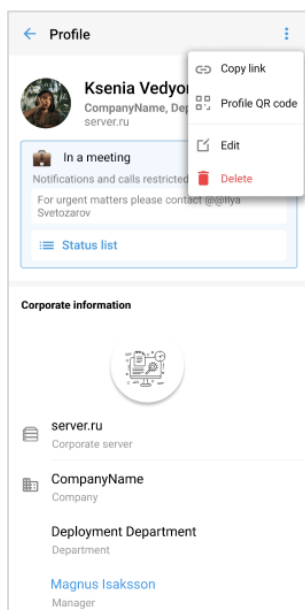 Profile
Copy link
Profile QR code
Edit
Delete
Ksenia Vedyo
CompanyName, De
server.ru
In a meeting
Notifications and calls restricted
For urgent matters please contact @@Ilya
Svetozarov
Status list
Corporate information
server.ru
Corporate server
CompanyName
Company
Deployment Department
Department
Magnus Isaksson
Manager